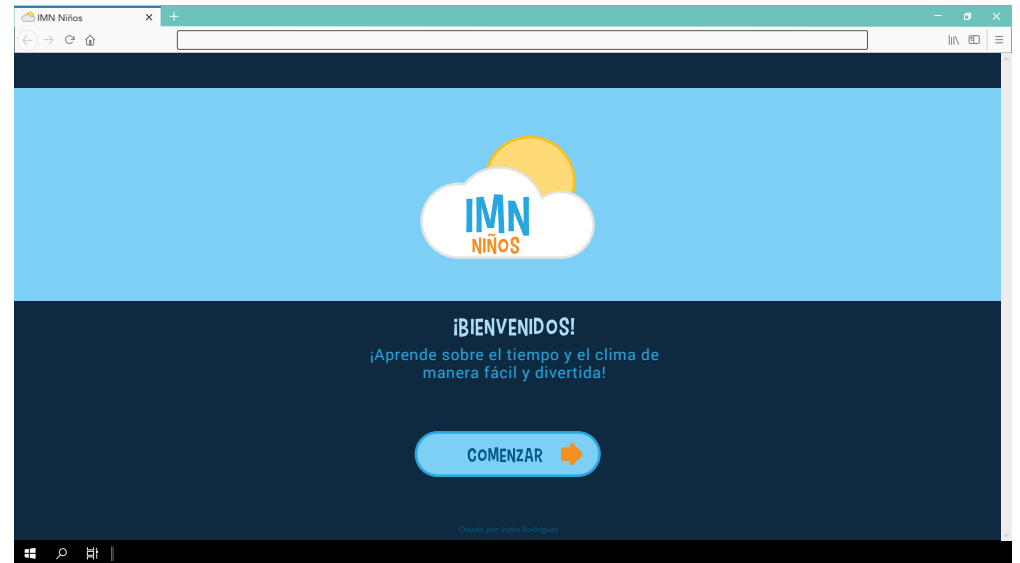 IMN Niños
IMN
NIÑOS
¡BIENVENIDOS!
¡Aprende sobre el tiempo y el clima de
manera fácil y divertida!
COMENZAR
Creado por Indira Rodríguez